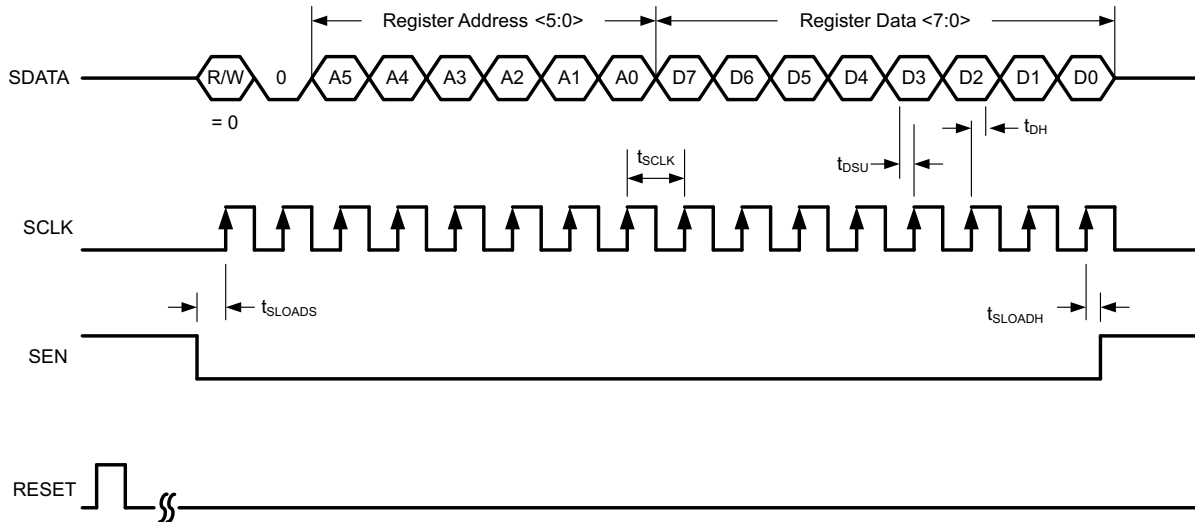 Register Address <5:0>
Register Data <7:0>
SDATA
R/W
0
A5
A4
A3
A2
A1
A0
D7
D6
D5
D4
D3
D2
D1
D0
= 0
tSCLK
tDSU
tDH
SCLK
tSLOADS
tSLOADH
SEN
RESET